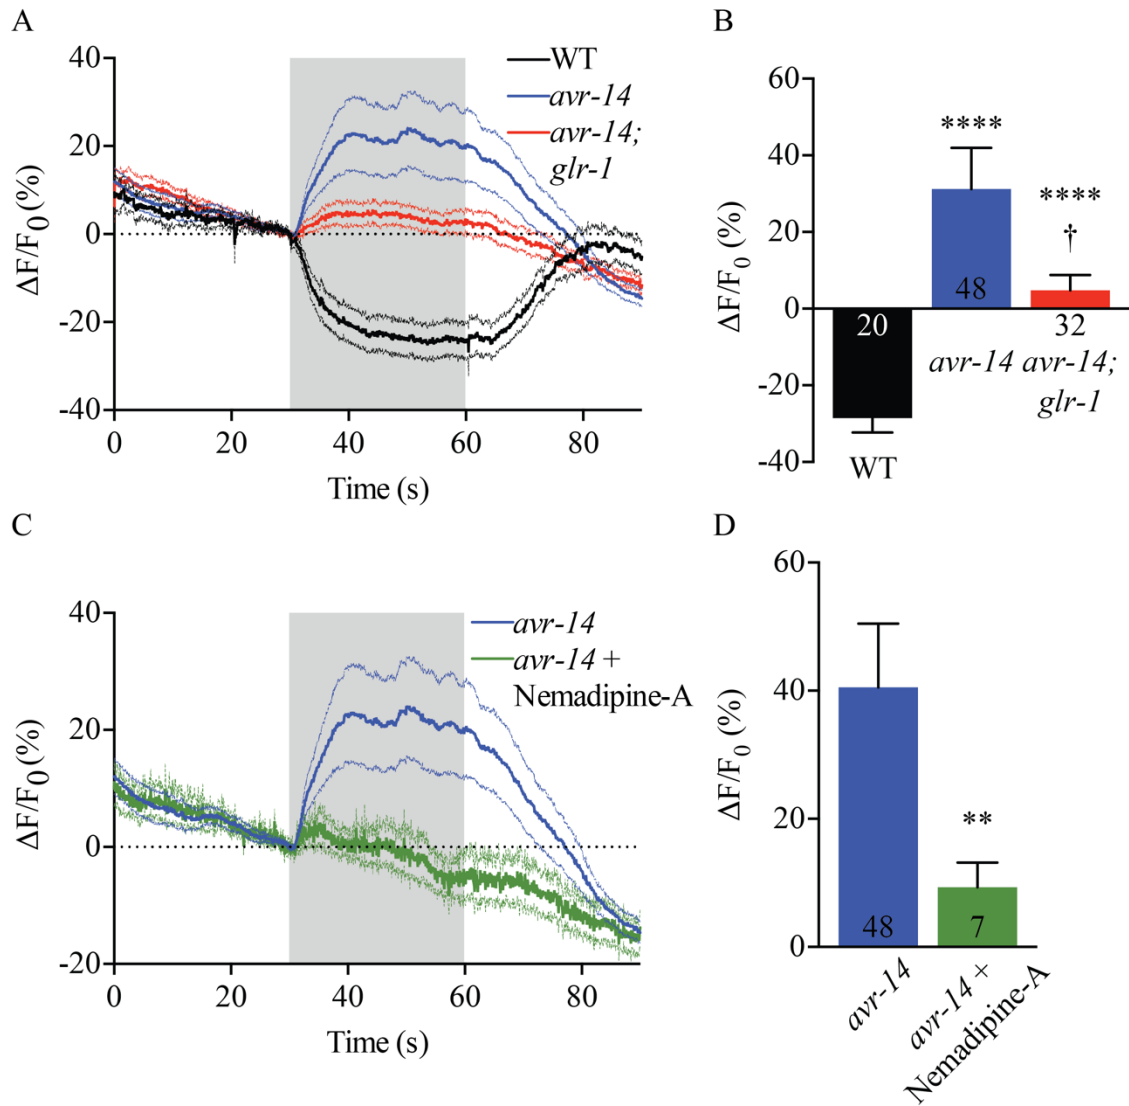 A
ΔF/F0 (%)
40
20
0
-20
-40
0
20
40
60
80
Time (s)
WT
avr-14
avr-14;
glr-1
B
ΔF/F0 (%)
60
40
20
0
-20
-40
20
WT
****
48
avr-14
****
†
32
avr-14;
glr-1
C
ΔF/F0 (%)
40
20
0
-20
0
20
40
60
80
Time (s)
avr-14
avr-14 +
Nemadipine-A
D
ΔF/F0 (%)
60
40
20
0
48
**
7
avr-14
avr-14 +
Nemadipine-A